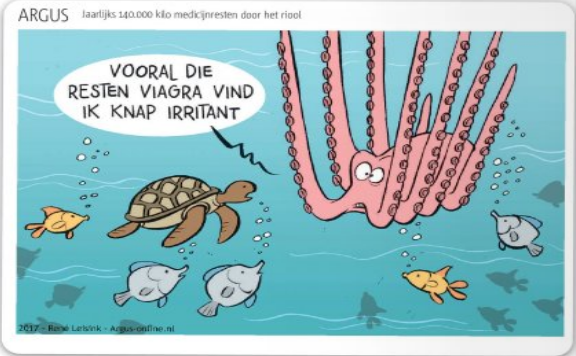 ARGUS Jaarlijks 140.000 kilo medicijnresten door het riool
VOORAL DIE
RESTEN VIAGRA VIND
IK KNAP IRRITANT
2017 - René Leisink - Argus-online.nl